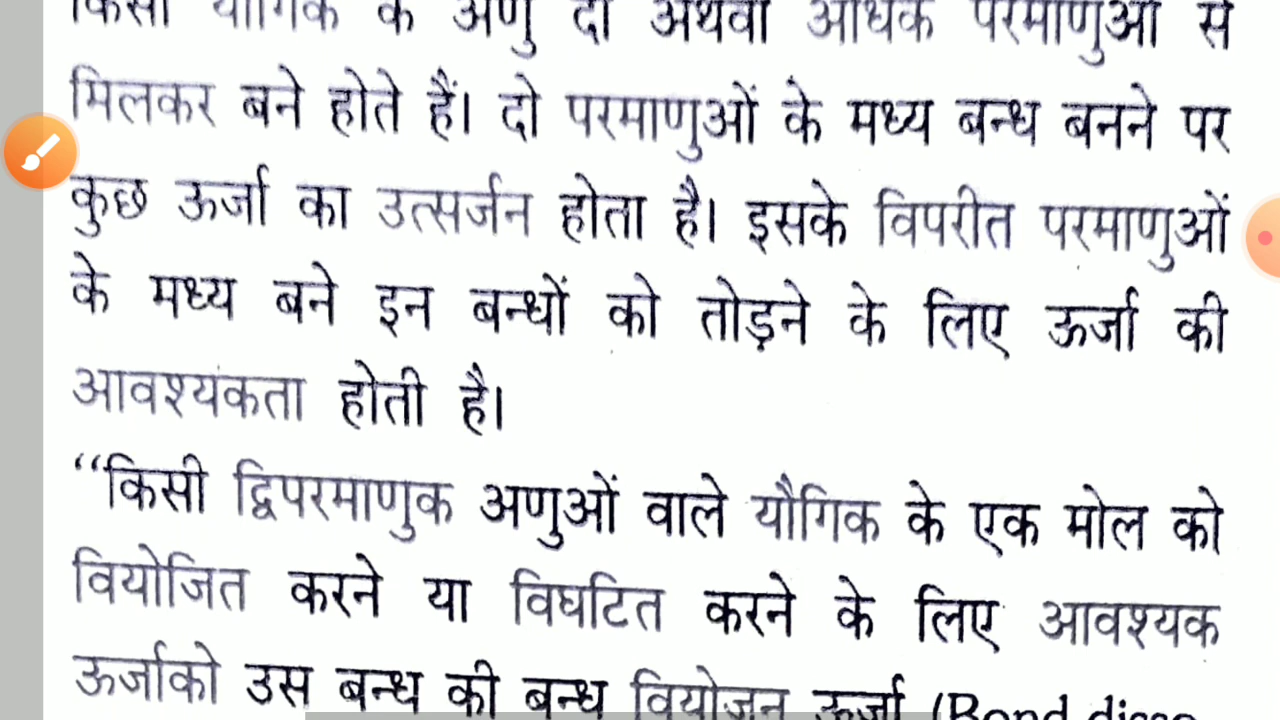 किसी यौगिक के अणु दो अथवा अधिक परमाणुओं से
मिलकर बने होते हैं। दो परमाणुओं के मध्य बन्ध बनने पर
कुछ ऊर्जा का उत्सर्जन होता है। इसके विपरीत परमाणुओं
के मध्य बने इन बन्धों को तोड़ने के लिए ऊर्जा की
आवश्यकता होती है।
“किसी द्विपरमाणुक अणुओं वाले यौगिक के एक मोल को
वियोजित करने या विघटित करने के लिए आवश्यक
ऊर्जाको उस बन्ध की बन्ध वियोजन ऊर्जा (Bond disso